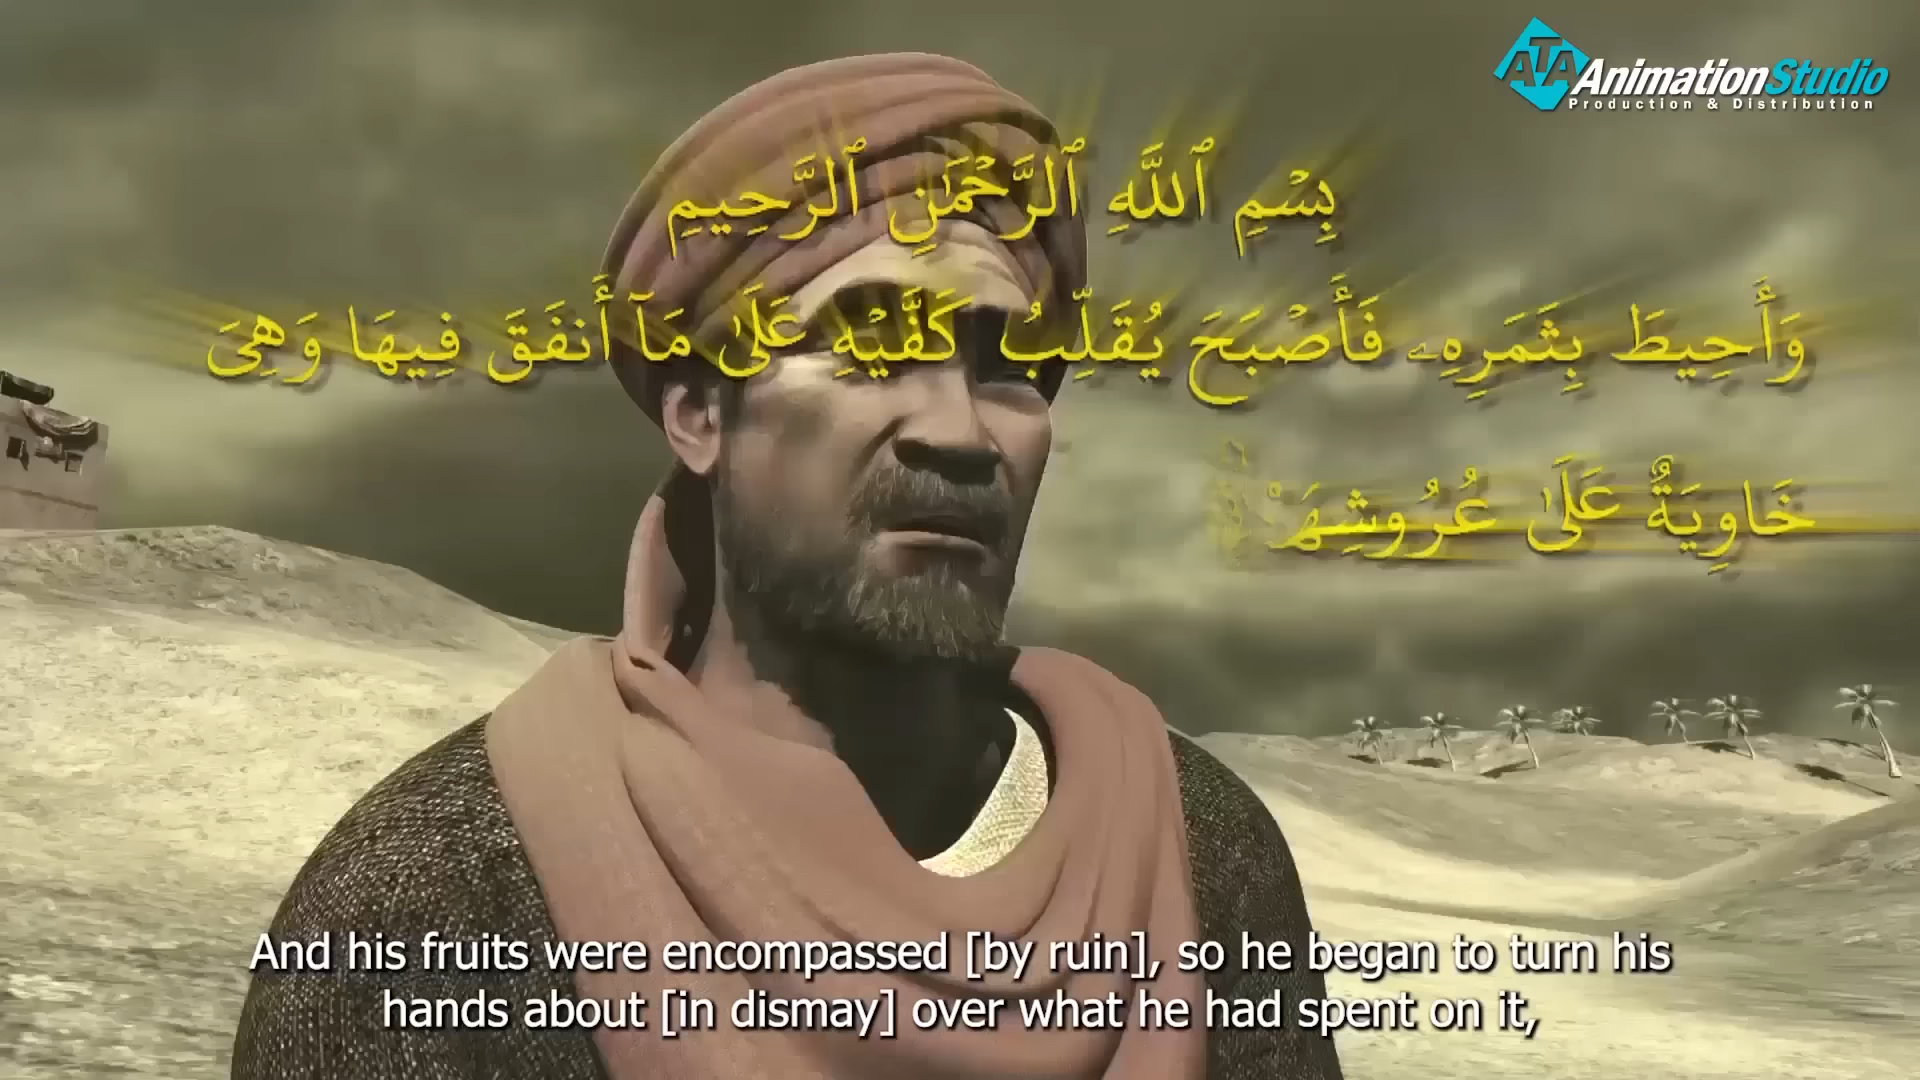 ATA AnimationStudio
Production & Distribution
بِسْمِ ٱللَّهِ ٱلرَّحْمَٰنِ ٱلرَّحِيمِ
وَأُحِيطَ بِثَمَرِهِۦ فَأَصْبَحَ يُقَلِّبُ كَفَّيْهِ عَلَىٰ مَآ أَنفَقَ فِيهَا وَهِىَ
خَاوِيَةٌ عَلَىٰ عُرُوشِهَا
And his fruits were encompassed [by ruin], so he began to turn his
hands about [in dismay] over what he had spent on it,